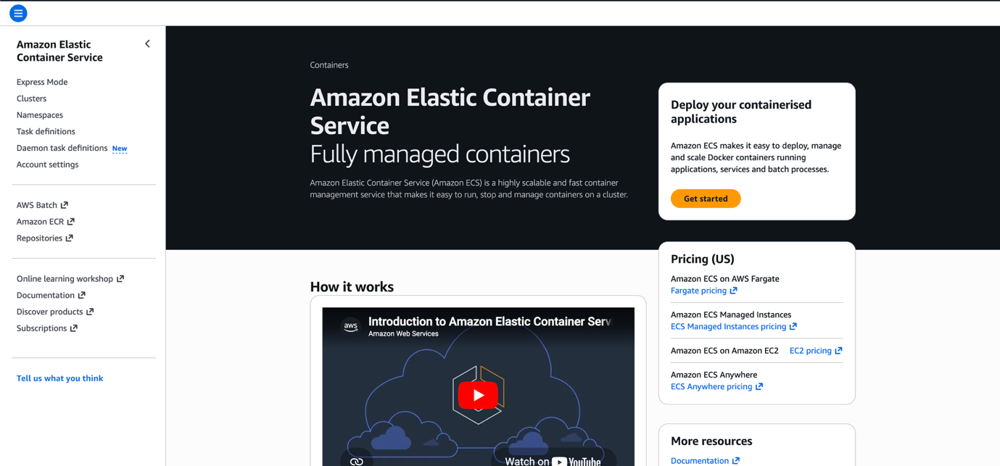 Amazon Elastic
Container Service
Express Mode
Clusters
Namespaces
Task definitions
Daemon task definitions New
Account settings
AWS Batch
Amazon ECR
Repositories
Online learning workshop
Documentation
Discover products
Subscriptions
Tell us what you think
Containers
Amazon Elastic Container
Service
Fully managed containers
Amazon Elastic Container Service (Amazon ECS) is a highly scalable and fast container
management service that makes it easy to run, stop and manage containers on a cluster.
Deploy your containerised
applications
Amazon ECS makes it easy to deploy, manage
and scale Docker containers running
applications, services and batch processes.
Get started
How it works
aws
Introduction to Amazon Elastic Container Serv
Amazon Web Services
Watch on YouTube
Pricing (US)
Amazon ECS on AWS Fargate
Fargate pricing
Amazon ECS Managed Instances
ECS Managed Instances pricing
Amazon ECS on Amazon EC2 EC2 pricing
Amazon ECS Anywhere
ECS Anywhere pricing
More resources
Documentation